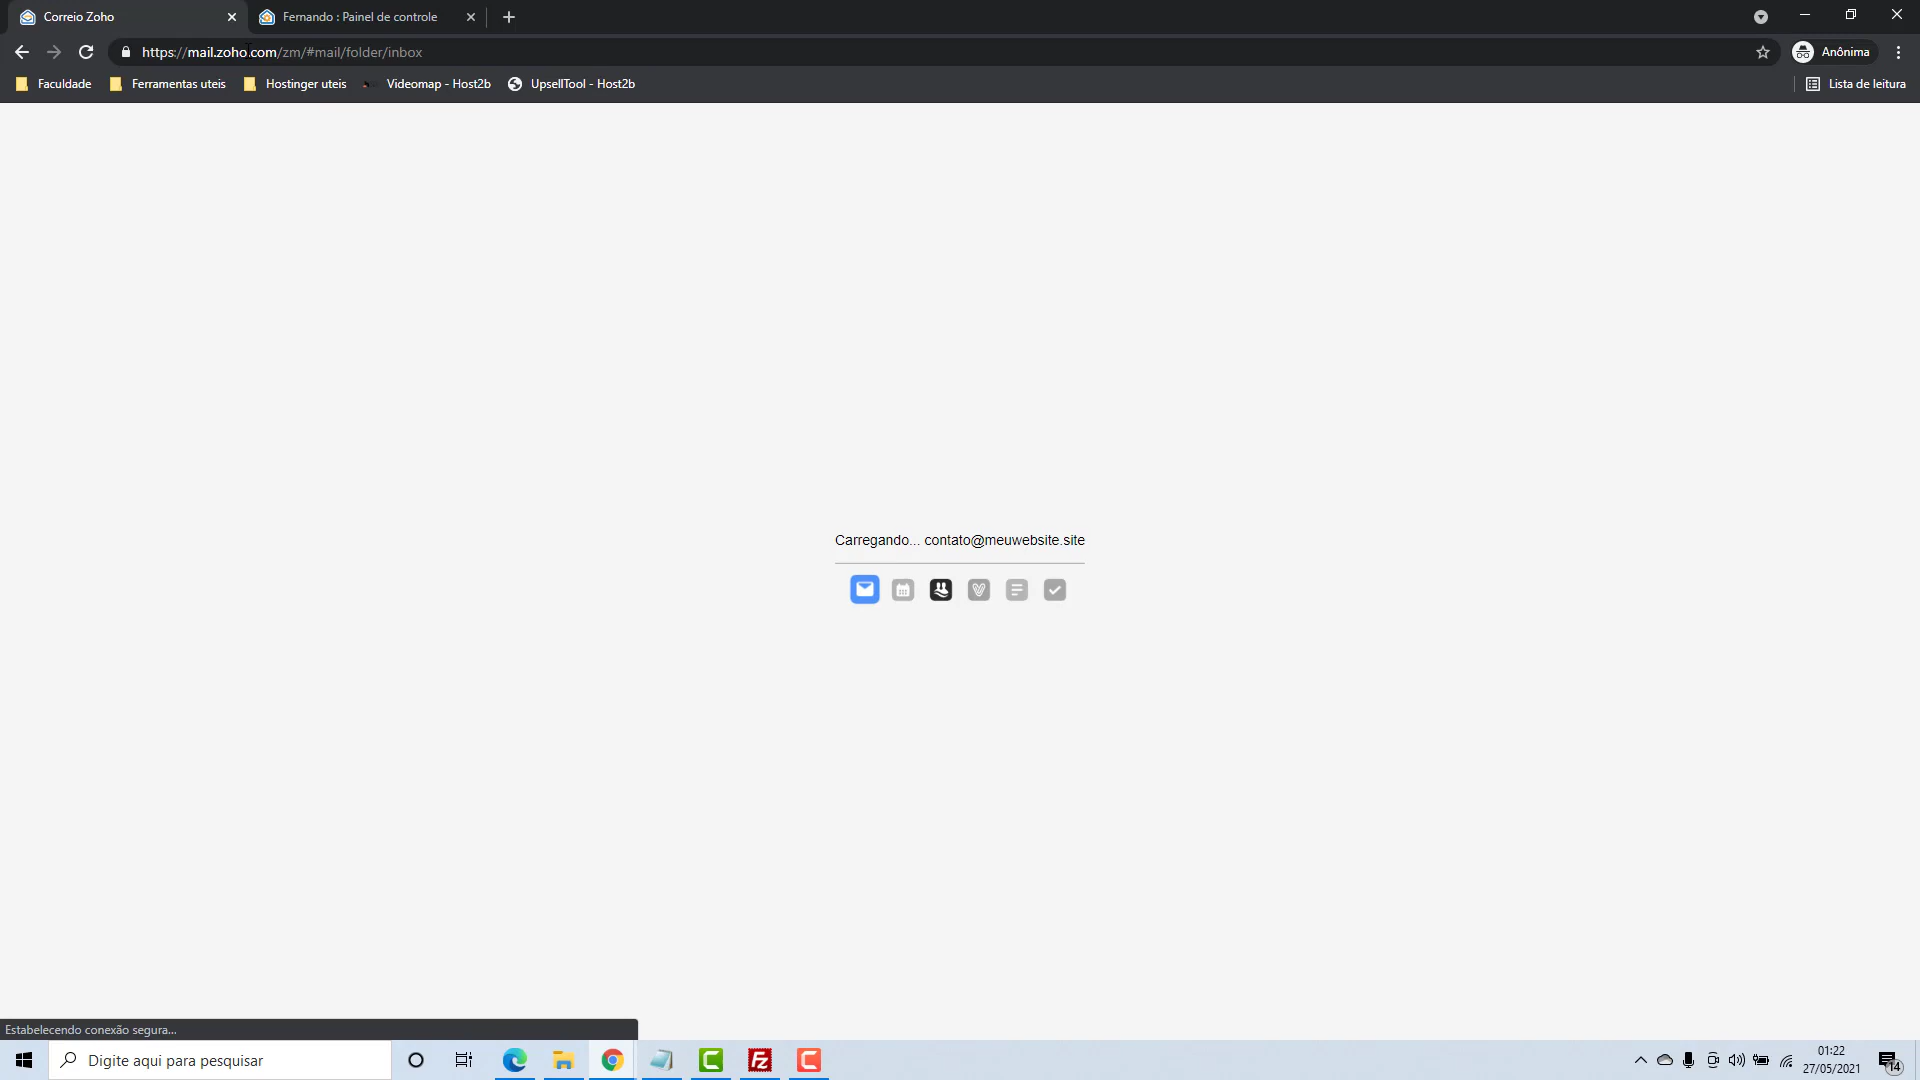 Correio Zoho
Fernando : Painel de controle
https://mail.zoho.com/zm/#mail/folder/inbox
Anônima
Faculdade
Ferramentas uteis
Hostinger uteis
Videomap - Host2b
UpsellTool - Host2b
Lista de leitura
Carregando... contato@meuwebsite.site
Estabelecendo conexão segura...
Digite aqui para pesquisar
01:22
27/05/2021
14